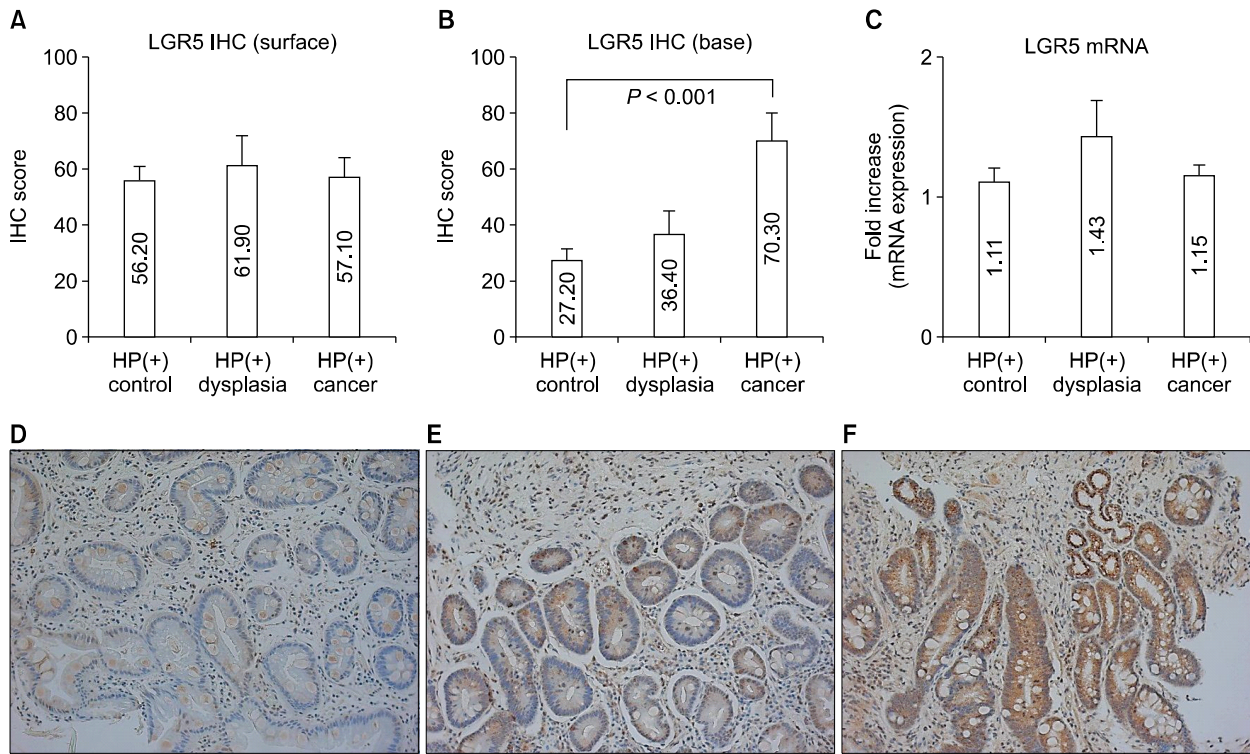 A
LGR5 IHC (surface)
IHC score
100
80
60
40
20
0
56.20
61.90
57.10
HP(+)
control
HP(+)
dysplasia
HP(+)
cancer
B
LGR5 IHC (base)
IHC score
100
80
60
40
20
0
P < 0.001
27.20
36.40
70.30
HP(+)
control
HP(+)
dysplasia
HP(+)
cancer
C
LGR5 mRNA
Fold increase
(mRNA expression)
2
1
0
1.11
1.43
1.15
HP(+)
control
HP(+)
dysplasia
HP(+)
cancer
D
E
F